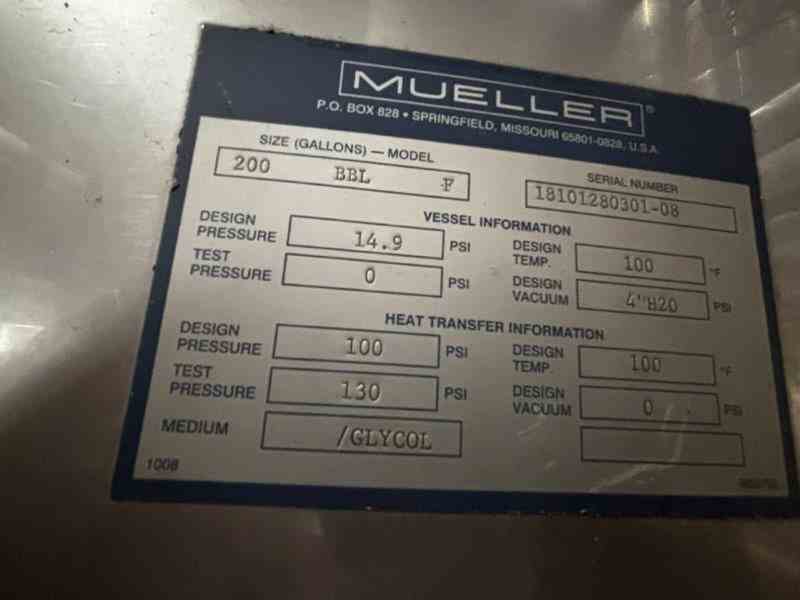 MUELLER®
P.O. BOX 828 • SPRINGFIELD, MISSOURI 65801-0828, U.S.A.
SIZE (GALLONS) — MODEL
200 BBL F
SERIAL NUMBER
18101280301-08
VESSEL INFORMATION
DESIGN
PRESSURE 14.9 PSI
DESIGN
TEMP. 100 °F
TEST
PRESSURE 0 PSI
DESIGN
VACUUM 4"H20 PSI
HEAT TRANSFER INFORMATION
DESIGN
PRESSURE 100 PSI
DESIGN
TEMP. 100 °F
TEST
PRESSURE 130 PSI
DESIGN
VACUUM 0 PSI
MEDIUM /GLYCOL
1008